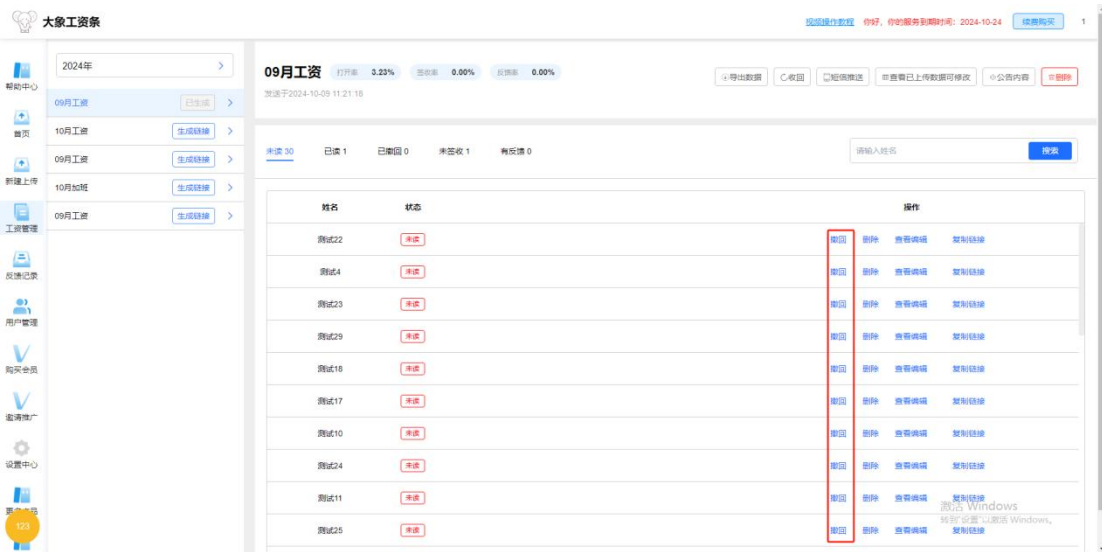 大象工资条
视频操作教程 你好，你的服务到期时间：2024-10-24 续费购买 1
帮助中心
首页
新建上传
工资管理
反馈记录
用户管理
购买会员
邀请推广
设置中心
123
2024年
09月工资 已生成
10月工资 生成链接
09月工资 生成链接
10月加班 生成链接
09月工资 生成链接
09月工资 打开率 3.23% 签收率 0.00% 反馈率 0.00%
发送于2024-10-09 11:21:16
导出数据 收回 短信推送 查看已上传数据可修改 公告内容 删除
未读 30 已读 1 已撤回 0 未签收 1 有反馈 0
请输入姓名 搜索
姓名 状态 操作
测试22 未读 撤回 删除 查看编辑 复制链接
测试4 未读 撤回 删除 查看编辑 复制链接
测试23 未读 撤回 删除 查看编辑 复制链接
测试29 未读 撤回 删除 查看编辑 复制链接
测试18 未读 撤回 删除 查看编辑 复制链接
测试17 未读 撤回 删除 查看编辑 复制链接
测试10 未读 撤回 删除 查看编辑 复制链接
测试24 未读 撤回 删除 查看编辑 复制链接
测试11 未读 撤回 删除 查看编辑 复制链接
测试25 未读 撤回 删除 查看编辑 复制链接
激活 Windows
转到"设置"以激活 Windows。